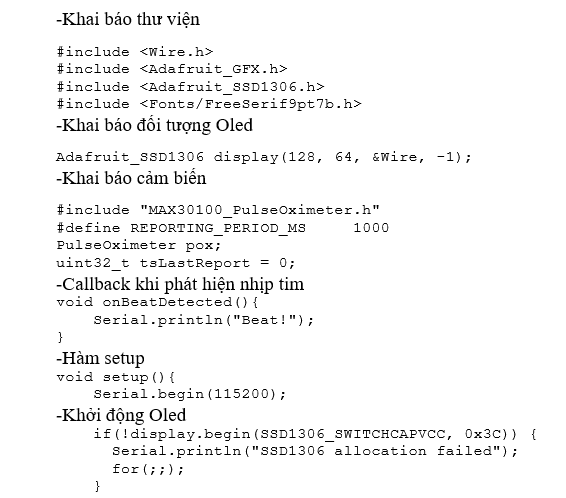 -Khai báo thư viện
#include <Wire.h>
#include <Adafruit_GFX.h>
#include <Adafruit_SSD1306.h>
#include <Fonts/FreeSerif9pt7b.h>
-Khai báo đối tượng Oled
Adafruit_SSD1306 display(128, 64, &Wire, -1);
-Khai báo cảm biến
#include "MAX30100_PulseOximeter.h"
#define REPORTING_PERIOD_MS     1000
PulseOximeter pox;
uint32_t tsLastReport = 0;
-Callback khi phát hiện nhịp tim
void onBeatDetected(){
    Serial.println("Beat!");
}
-Hàm setup
void setup(){
    Serial.begin(115200);
-Khởi động Oled
    if(!display.begin(SSD1306_SWITCHCAPVCC, 0x3C)) {
      Serial.println("SSD1306 allocation failed");
      for(;;);
    }